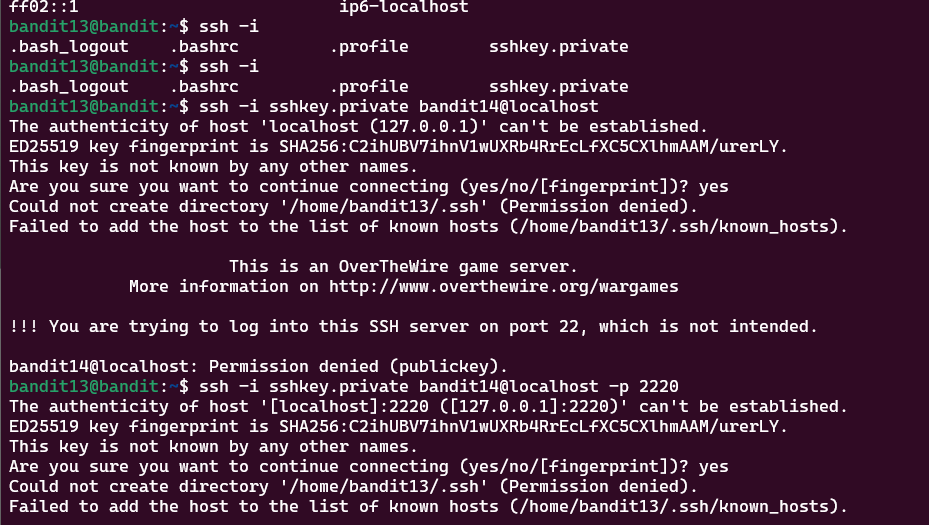 ff02::1                          ip6-localhost
bandit13@bandit:~$ ssh -i
.bash_logout    .bashrc         .profile        sshkey.private
bandit13@bandit:~$ ssh -i
.bash_logout    .bashrc         .profile        sshkey.private
bandit13@bandit:~$ ssh -i sshkey.private bandit14@localhost
The authenticity of host 'localhost (127.0.0.1)' can't be established.
ED25519 key fingerprint is SHA256:C2ihUBV7ihnV1wUXRb4RrEcLfXC5CXlhmAAM/urerLY.
This key is not known by any other names.
Are you sure you want to continue connecting (yes/no/[fingerprint])? yes
Could not create directory '/home/bandit13/.ssh' (Permission denied).
Failed to add the host to the list of known hosts (/home/bandit13/.ssh/known_hosts).
This is an OverTheWire game server.
More information on http://www.overthewire.org/wargames
!!! You are trying to log into this SSH server on port 22, which is not intended.
bandit14@localhost: Permission denied (publickey).
bandit13@bandit:~$ ssh -i sshkey.private bandit14@localhost -p 2220
The authenticity of host '[localhost]:2220 ([127.0.0.1]:2220)' can't be established.
ED25519 key fingerprint is SHA256:C2ihUBV7ihnV1wUXRb4RrEcLfXC5CXlhmAAM/urerLY.
This key is not known by any other names.
Are you sure you want to continue connecting (yes/no/[fingerprint])? yes
Could not create directory '/home/bandit13/.ssh' (Permission denied).
Failed to add the host to the list of known hosts (/home/bandit13/.ssh/known_hosts).